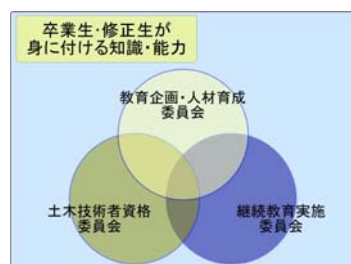 卒業生･修正生が
身に付ける知識･能力
教育企画･人材育成
委員会
土木技術者資格
委員会
継続教育実施
委員会